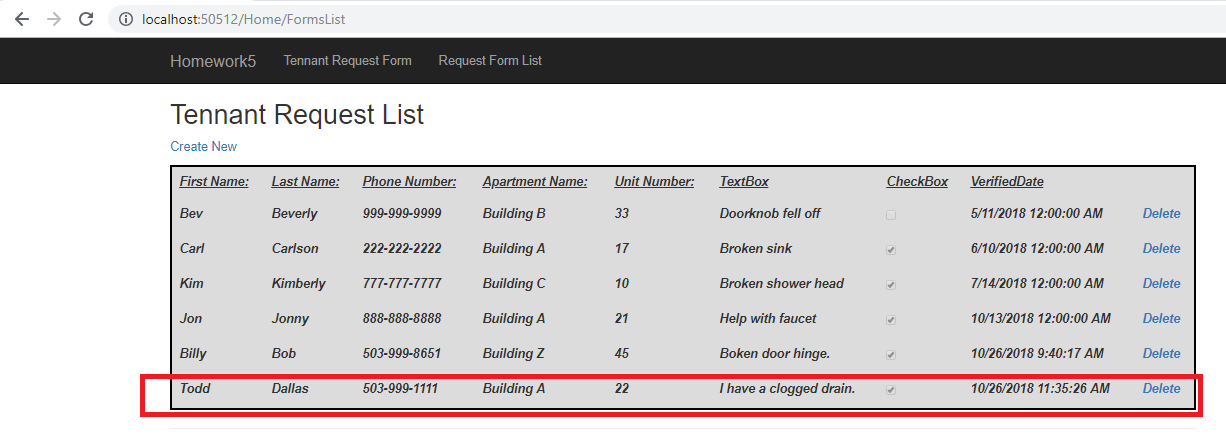 localhost:50512/Home/FormsList
Homework5 Tennant Request Form Request Form List
Tennant Request List
Create New
First Name: Last Name: Phone Number: Apartment Name: Unit Number: TextBox CheckBox VerifiedDate
Bev Beverly 999-999-9999 Building B 33 Doorknob fell off 5/11/2018 12:00:00 AM Delete
Carl Carlson 222-222-2222 Building A 17 Broken sink 6/10/2018 12:00:00 AM Delete
Kim Kimberly 777-777-7777 Building C 10 Broken shower head 7/14/2018 12:00:00 AM Delete
Jon Jonny 888-888-8888 Building A 21 Help with faucet 10/13/2018 12:00:00 AM Delete
Billy Bob 503-999-8651 Building Z 45 Boken door hinge. 10/26/2018 9:40:17 AM Delete
Todd Dallas 503-999-1111 Building A 22 I have a clogged drain. 10/26/2018 11:35:26 AM Delete